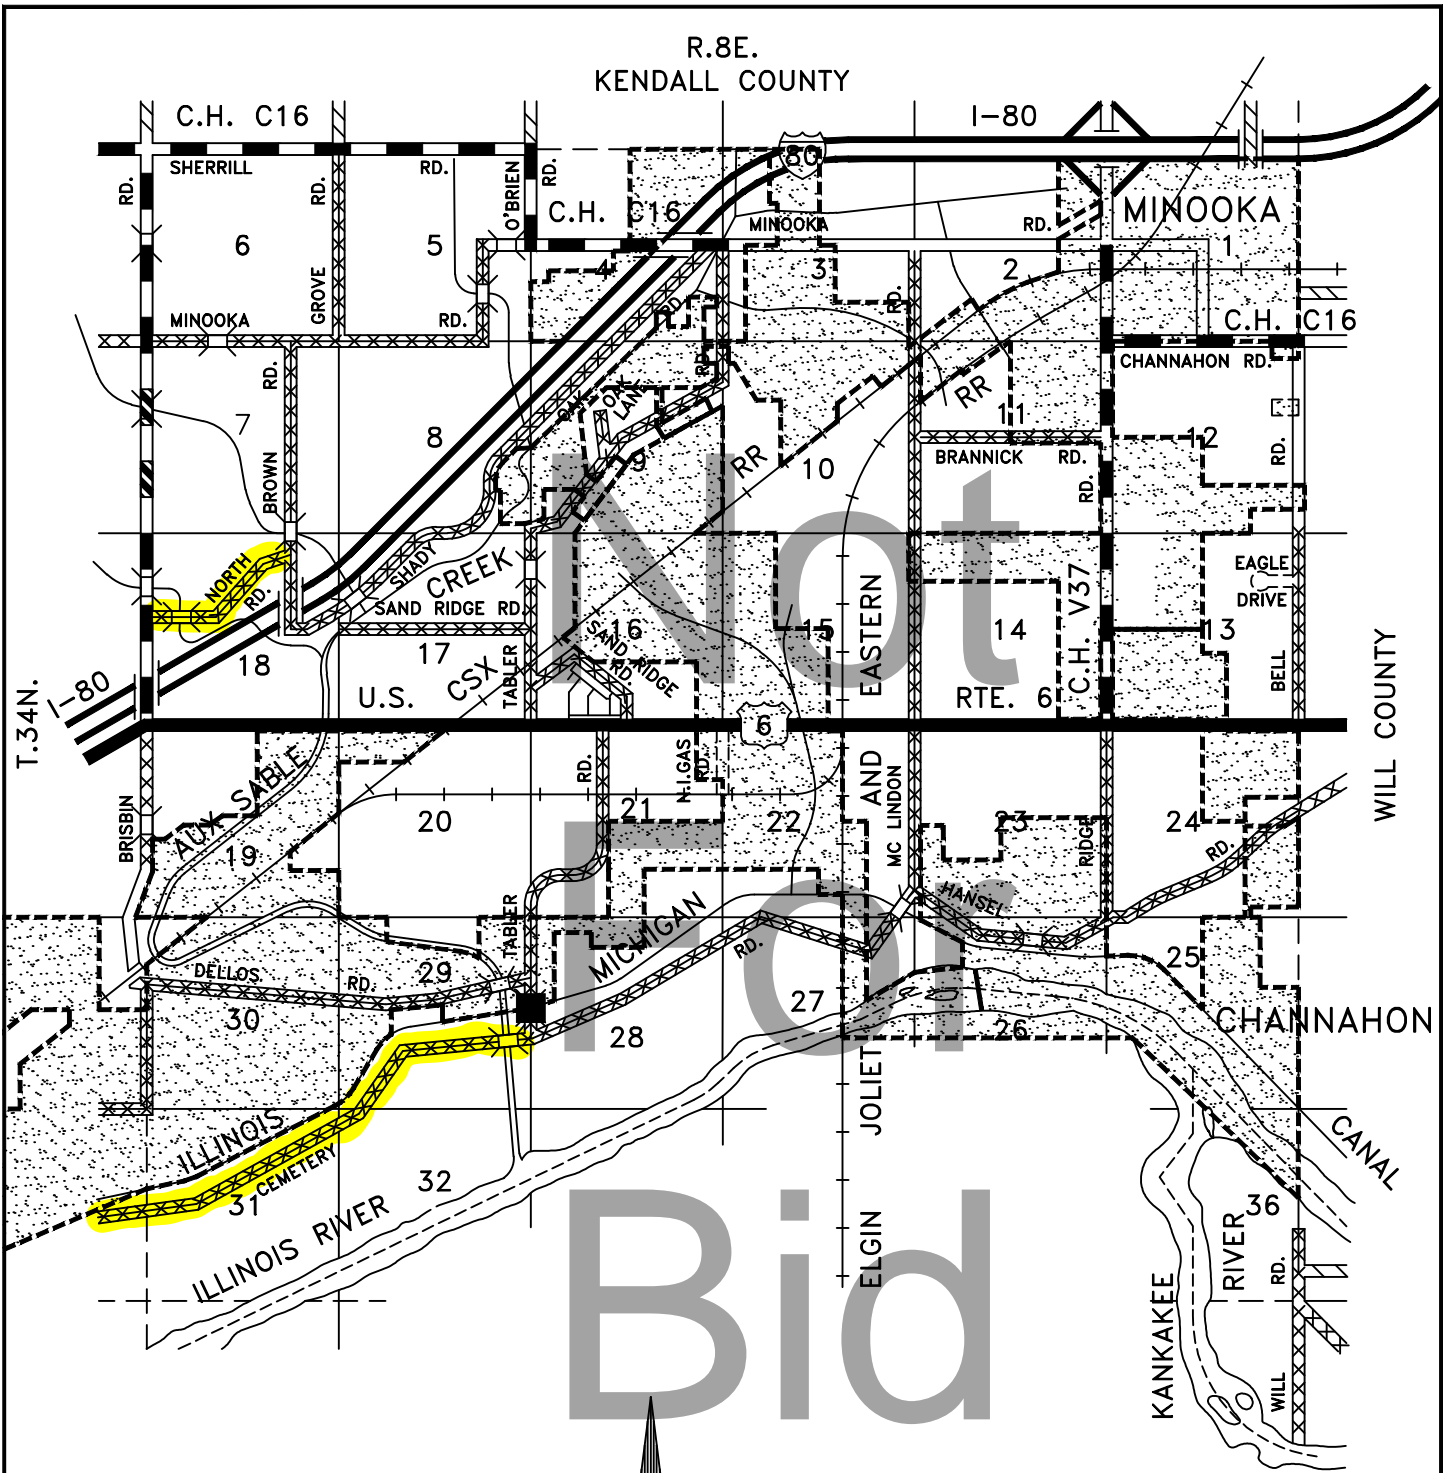 R.8E.
KENDALL COUNTY
C.H. C16
I-80
80
SHERRILL RD.
RD.
RD.
O'BRIEN RD.
C.H. C16
MINOOKA RD.
MINOOKA
6
5
4
3
2
1
GROVE
RD.
MINOOKA RD.
C.H. C16
CHANNAHON RD.
RD.
RD.
RD.
OAK
OAK LANE
RR
7
8
9
10
11
12
BROWN
RR
BRANNICK RD.
RD.
RD.
Not
NORTH RD.
SHADY
CREEK
SAND RIDGE RD.
EAGLE DRIVE
EASTERN
C.H. V37
18
17
16
15
14
13
SAND RIDGE RD.
CSX
TABLER
BELL
T.34N.
I-80
U.S. RTE. 6
6
WILL COUNTY
BRISBIN
AUX SABLE
RD.
N.I.GAS RD.
AND
MC LINDON
RIDGE
19
20
21
22
23
24
RD.
For
HANSEL
TABLER
MICHIGAN
RD.
DELLOS RD.
30
29
28
27
26
25
CHANNAHON
JOLIET
ILLINOIS
CEMETERY
CANAL
31
32
36
ILLINOIS RIVER
ELGIN
RIVER
RD.
KANKAKEE
WILL
Bid